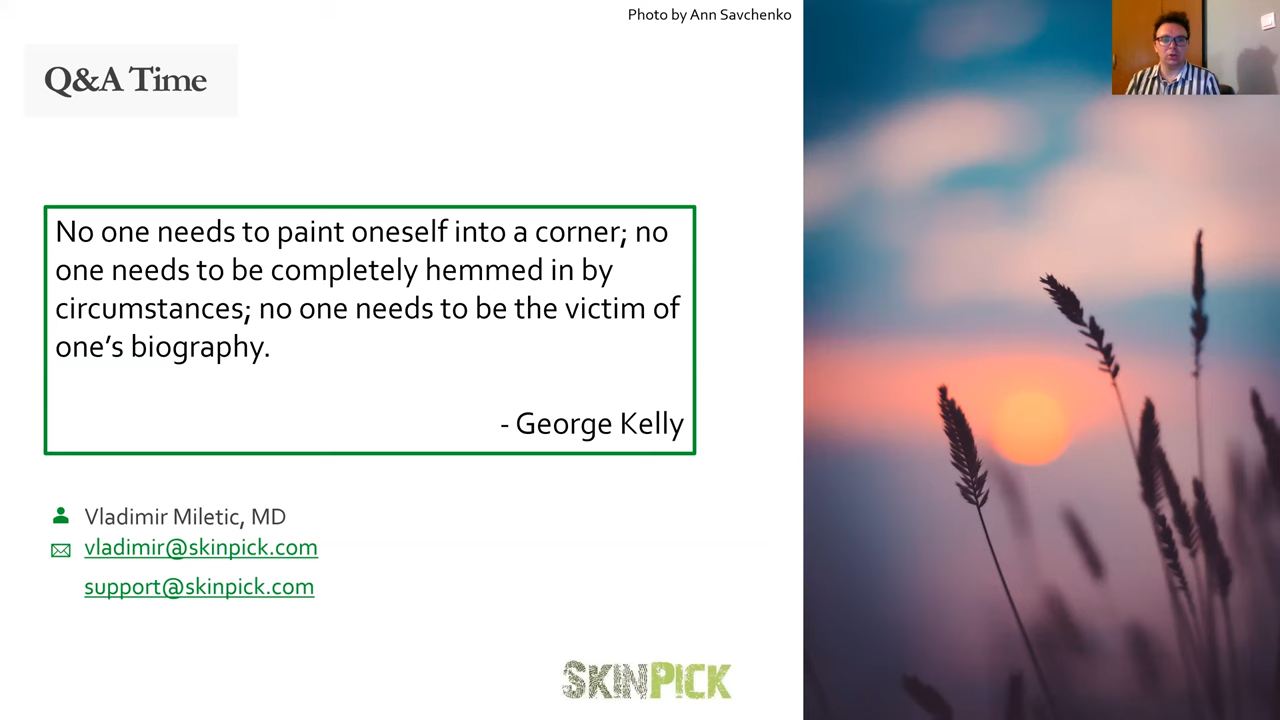 Photo by Ann Savchenko
Q&A Time
No one needs to paint oneself into a corner; no
one needs to be completely hemmed in by
circumstances; no one needs to be the victim of
one’s biography.
- George Kelly
Vladimir Miletic, MD
vladimir@skinpick.com
support@skinpick.com
SKINPICK